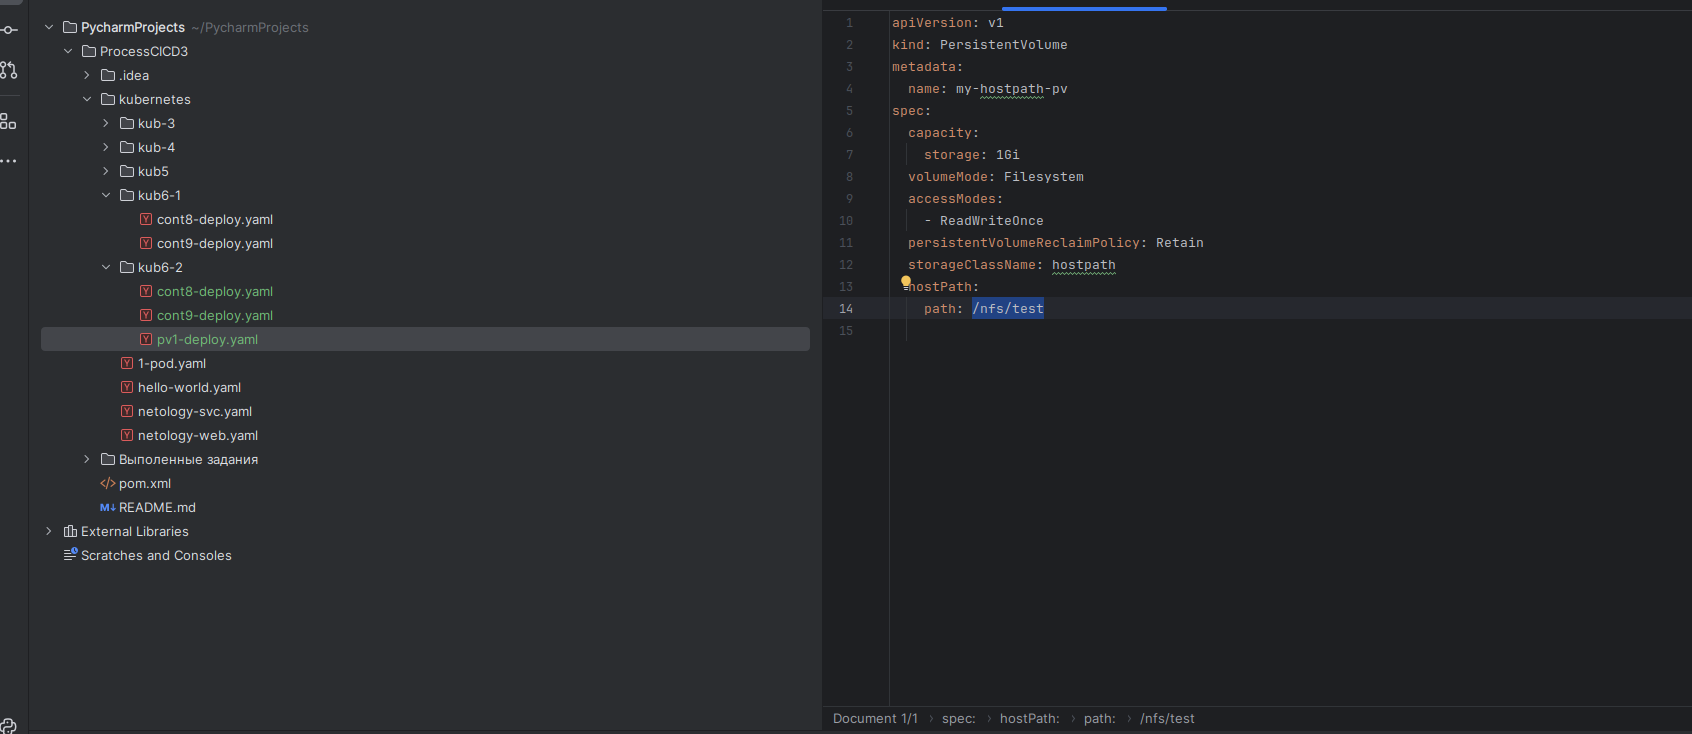 PycharmProjects ~/PycharmProjects
ProcessCICD3
.idea
kubernetes
kub-3
kub-4
kub5
kub6-1
cont8-deploy.yaml
cont9-deploy.yaml
kub6-2
cont8-deploy.yaml
cont9-deploy.yaml
pv1-deploy.yaml
1-pod.yaml
hello-world.yaml
netology-svc.yaml
netology-web.yaml
Выполенные задания
pom.xml
README.md
External Libraries
Scratches and Consoles
1 apiVersion: v1
2 kind: PersistentVolume
3 metadata:
4 name: my-hostpath-pv
5 spec:
6 capacity:
7 storage: 1Gi
8 volumeMode: Filesystem
9 accessModes:
10 - ReadWriteOnce
11 persistentVolumeReclaimPolicy: Retain
12 storageClassName: hostpath
13 hostPath:
14 path: /nfs/test
15
Document 1/1 › spec: › hostPath: › path: › /nfs/test